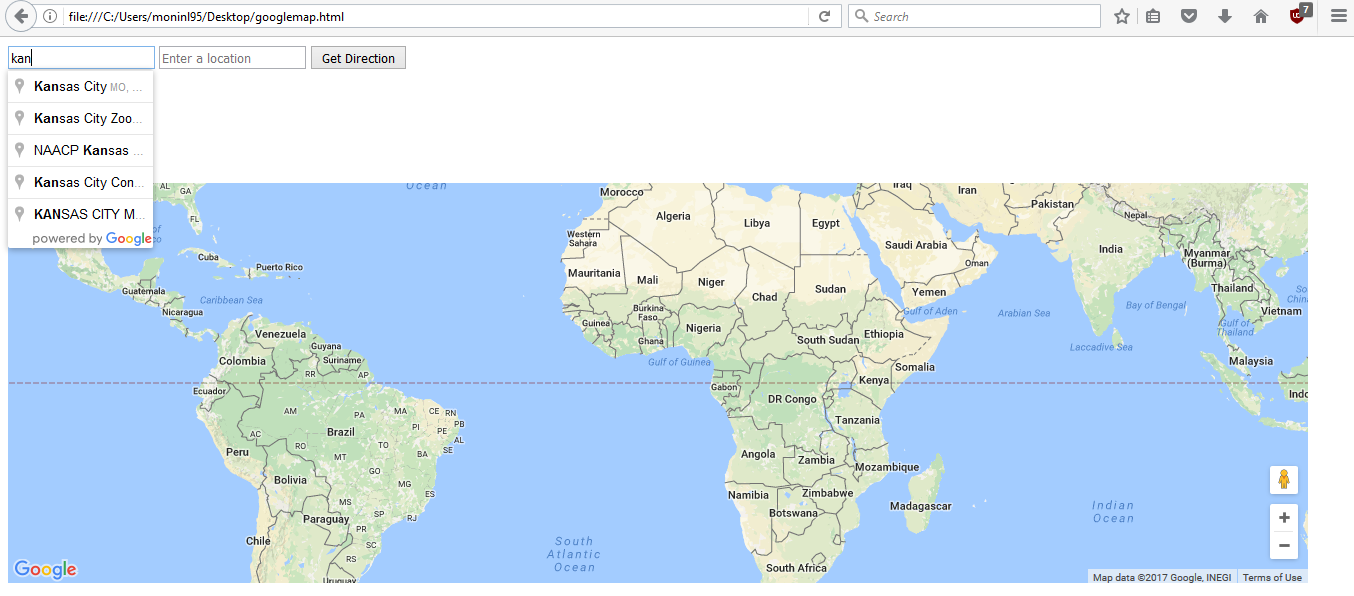 file:///C:/Users/moninl95/Desktop/googlemap.html
Search
7
kan
Enter a location
Get Direction
Kansas City MO, ...
Kansas City Zoo...
NAACP Kansas ...
Kansas City Con...
KANSAS CITY M...
powered by Google
AL
GA
FL
Ocean
Morocco
Algeria
Libya
Egypt
Iraq
Iran
Pakistan
Nepal
Western Sahara
Saudi Arabia
India
Myanmar (Burma)
Cuba
Puerto Rico
Mauritania
Mali
Niger
Chad
Sudan
Oman
Yemen
Thailand
Guatemala
Caribbean Sea
Nicaragua
Burkina Faso
Guinea
Ghana
Nigeria
Gulf of Aden
Arabian Sea
Bay of Bengal
Vietnam
Gulf of Thailand
Venezuela
Guyana
Suriname
Colombia
South Sudan
Ethiopia
Somalia
Laccadive Sea
Malaysia
Gulf of Guinea
RR
AP
Ecuador
Gabon
Kenya
DR Congo
AM
PA
MA
CE
RN
PB
PI
PE
AL
SE
Brazil
Tanzania
AC
RO
TO
BA
Peru
MT
GO
Angola
Zambia
Mozambique
Bolivia
MG
ES
MS
SP
RJ
Namibia
Zimbabwe
Botswana
Madagascar
Indian Ocean
Paraguay
PR
SC
RS
Chile
South Atlantic Ocean
South Africa
Uruguay
Google
+
−
Map data ©2017 Google, INEGI
Terms of Use